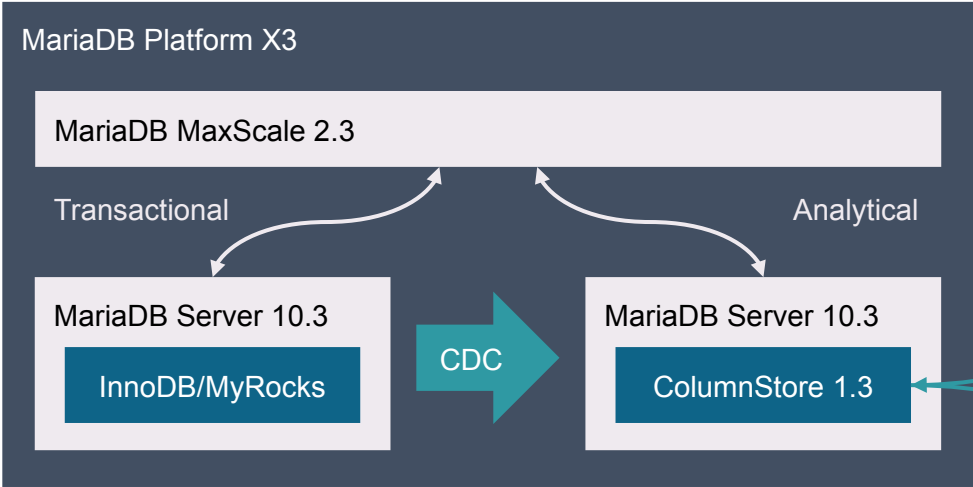 MariaDB Platform X3
MariaDB MaxScale 2.3
Transactional
Analytical
MariaDB Server 10.3
InnoDB/MyRocks
CDC
MariaDB Server 10.3
ColumnStore 1.3